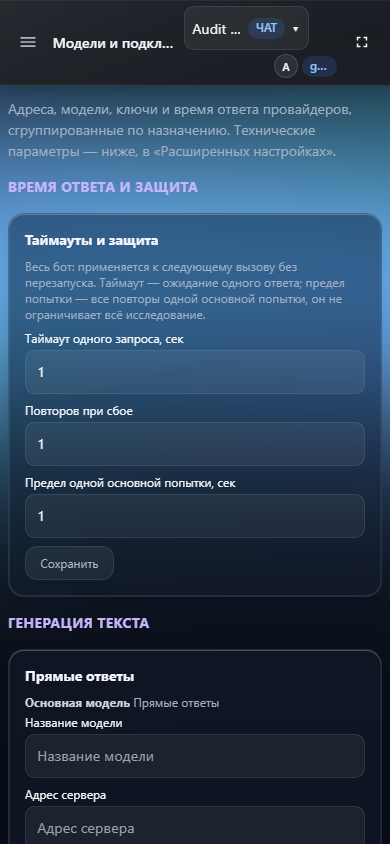 Модели и подкл...
Audit ... ЧАТ
A g...
Адреса, модели, ключи и время ответа провайдеров,
сгруппированные по назначению. Технические
параметры — ниже, в «Расширенных настройках».
ВРЕМЯ ОТВЕТА И ЗАЩИТА
Таймауты и защита
Весь бот: применяется к следующему вызову без
перезапуска. Таймаут — ожидание одного ответа; предел
попытки — все повторы одной основной попытки, он не
ограничивает всё исследование.
Таймаут одного запроса, сек
1
Повторов при сбое
1
Предел одной основной попытки, сек
1
Сохранить
ГЕНЕРАЦИЯ ТЕКСТА
Прямые ответы
Основная модель Прямые ответы
Название модели
Название модели
Адрес сервера
Адрес сервера